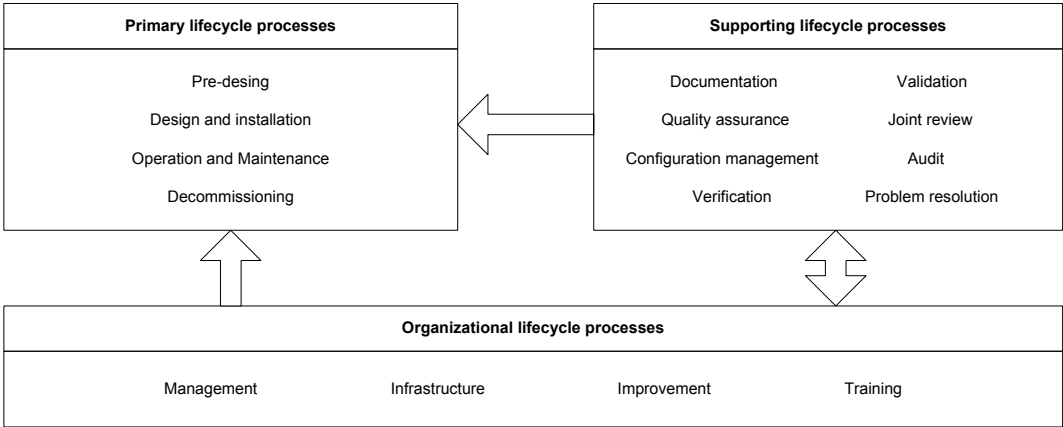 Primary lifecycle processes
Pre-desing
Design and installation
Operation and Maintenance
Decommissioning
Supporting lifecycle processes
Documentation Validation
Quality assurance Joint review
Configuration management Audit
Verification Problem resolution
Organizational lifecycle processes
Management Infrastructure Improvement Training